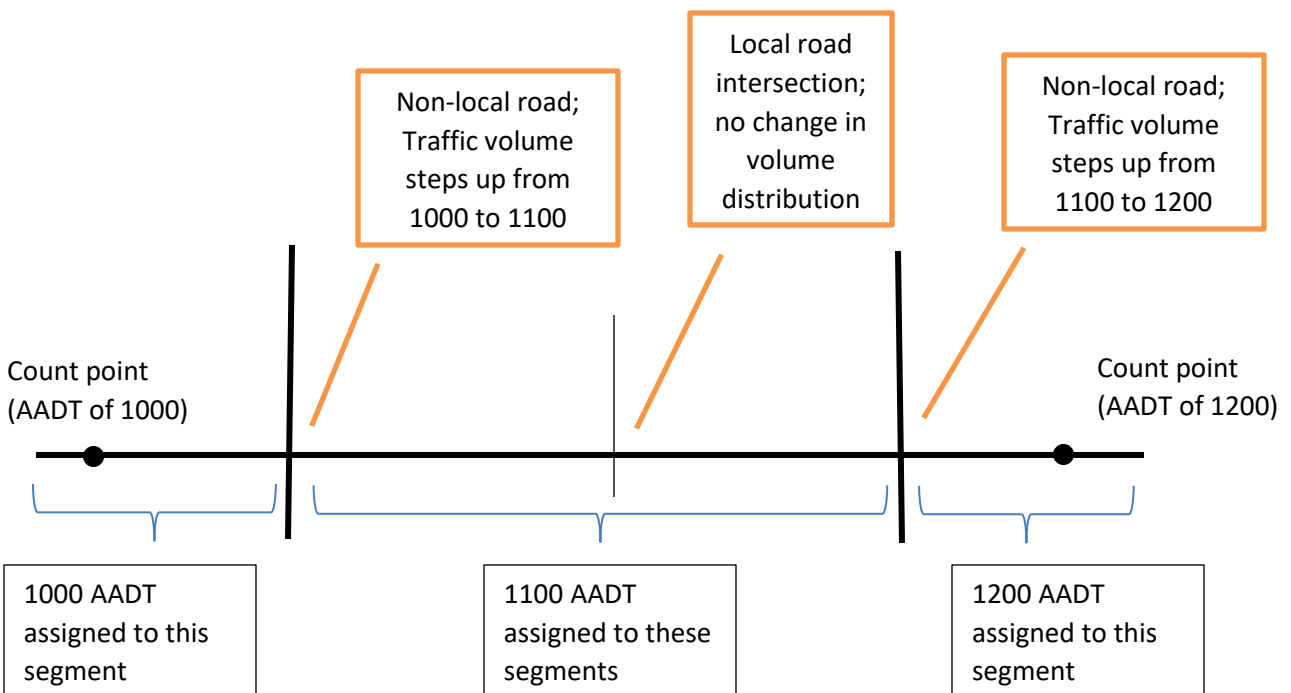 Local road
intersection;
no change in
volume
distribution
Non-local road;
Traffic volume
steps up from
1000 to 1100
Non-local road;
Traffic volume
steps up from
1100 to 1200
Count point
(AADT of 1000)
Count point
(AADT of 1200)
1000 AADT
assigned to this
segment
1100 AADT
assigned to these
segments
1200 AADT
assigned to this
segment